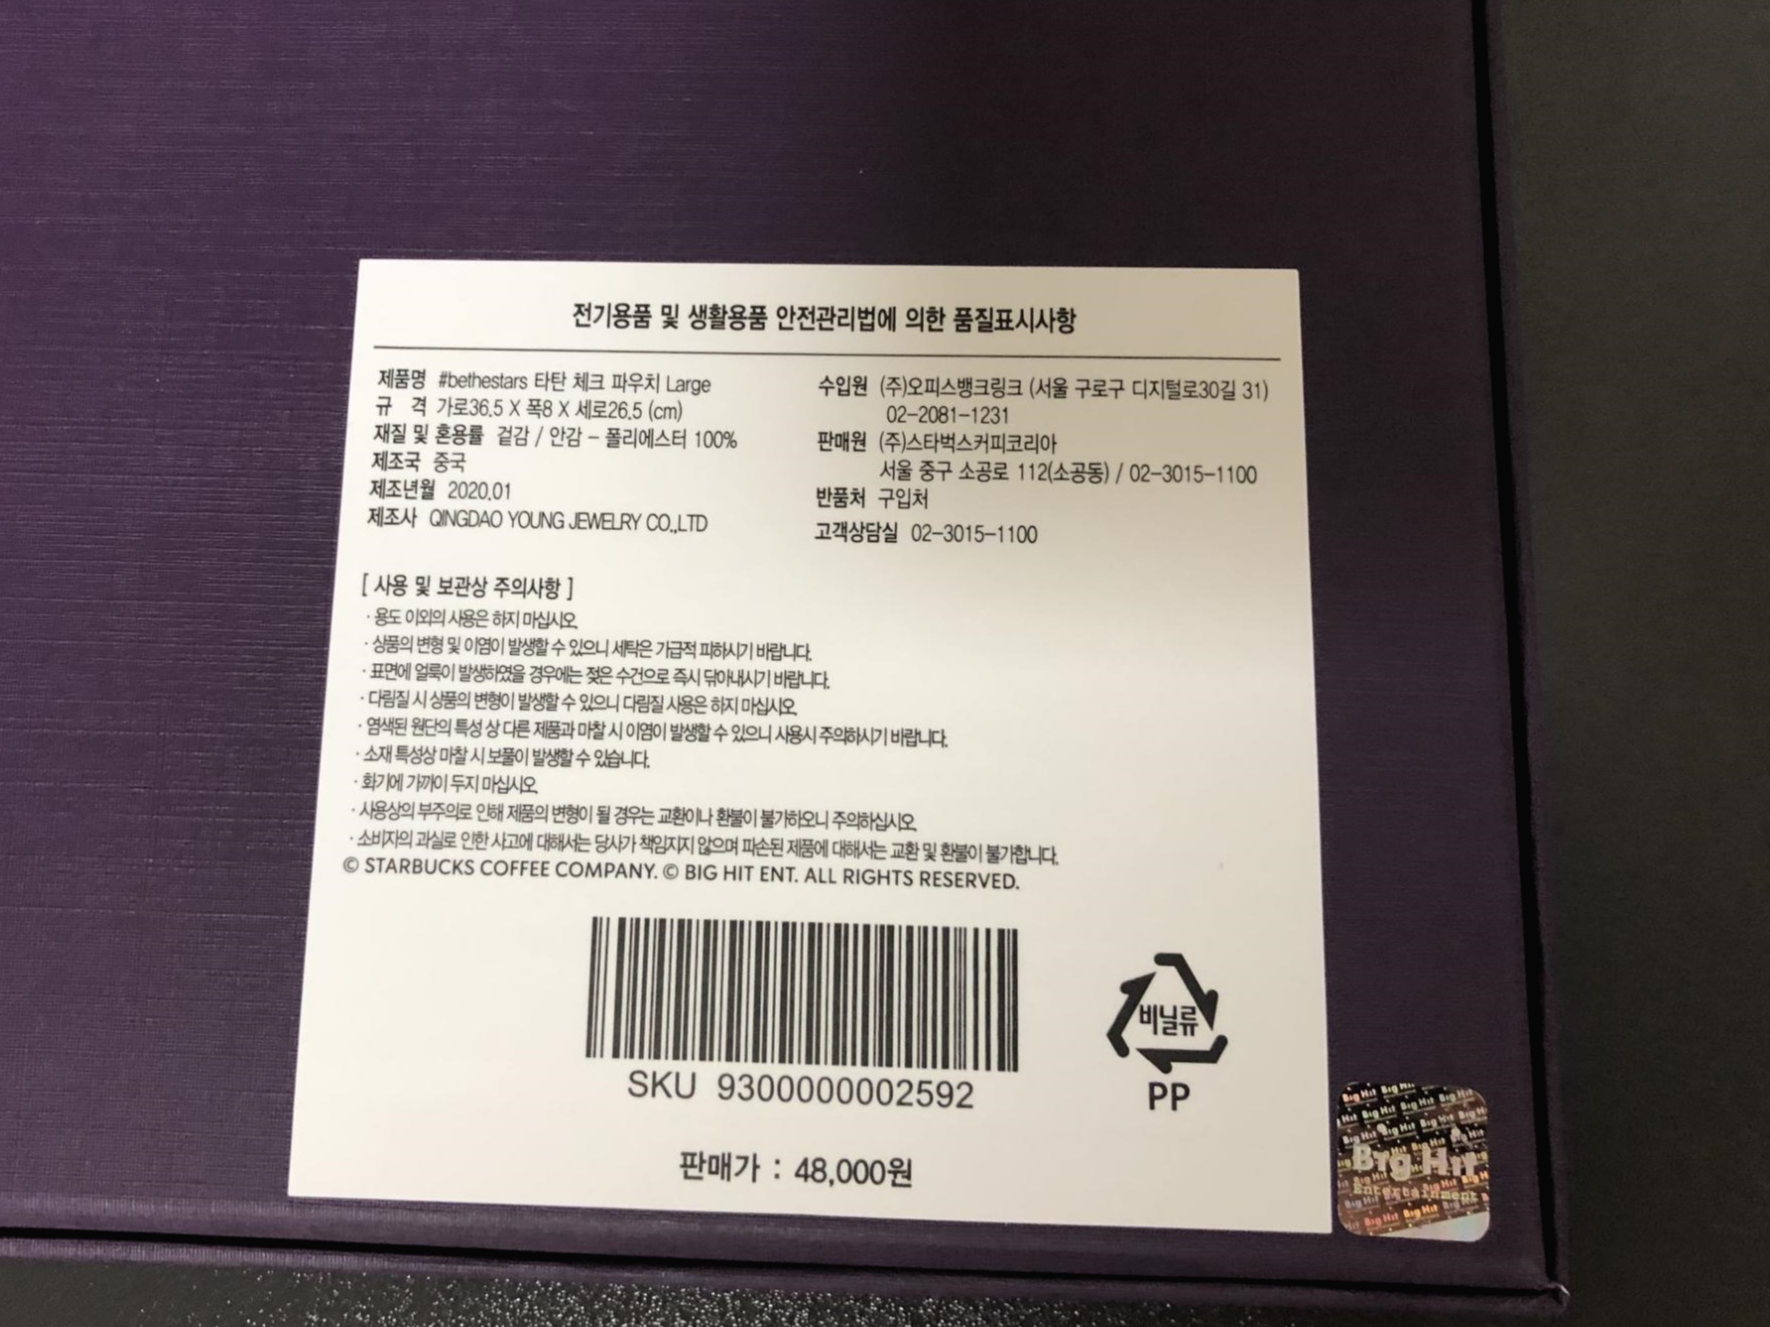 전기용품 및 생활용품 안전관리법에 의한 품질표시사항
제품명 #bethestars 타탄 체크 파우치 Large
규 격 가로36.5 X 폭8 X 세로26.5 (cm)
재질 및 혼용률 겉감 / 안감 - 폴리에스터 100%
제조국 중국
제조년월 2020.01
제조사 QINGDAO YOUNG JEWELRY CO.,LTD
수입원 (주)오피스뱅크링크 (서울 구로구 디지털로30길 31)
02-2081-1231
판매원 (주)스타벅스커피코리아
서울 중구 소공로 112(소공동) / 02-3015-1100
반품처 구입처
고객상담실 02-3015-1100
[ 사용 및 보관상 주의사항 ]
· 용도 이외의 사용은 하지 마십시오.
· 상품의 변형 및 이염이 발생할 수 있으니 세탁은 가급적 피하시기 바랍니다.
· 표면에 얼룩이 발생하였을 경우에는 젖은 수건으로 즉시 닦아내시기 바랍니다.
· 다림질 시 상품의 변형이 발생할 수 있으니 다림질 사용은 하지 마십시오.
· 염색된 원단의 특성 상 다른 제품과 마찰 시 이염이 발생할 수 있으니 사용시 주의하시기 바랍니다.
· 소재 특성상 마찰 시 보풀이 발생할 수 있습니다.
· 화기에 가까이 두지 마십시오.
· 사용상의 부주의로 인해 제품의 변형이 될 경우는 교환이나 환불이 불가하오니 주의하십시오.
· 소비자의 과실로 인한 사고에 대해서는 당사가 책임지지 않으며 파손된 제품에 대해서는 교환 및 환불이 불가합니다.
© STARBUCKS COFFEE COMPANY. © BIG HIT ENT. ALL RIGHTS RESERVED.
SKU 9300000002592
비닐류
PP
판매가 : 48,000원
Big Hit
Entertainment